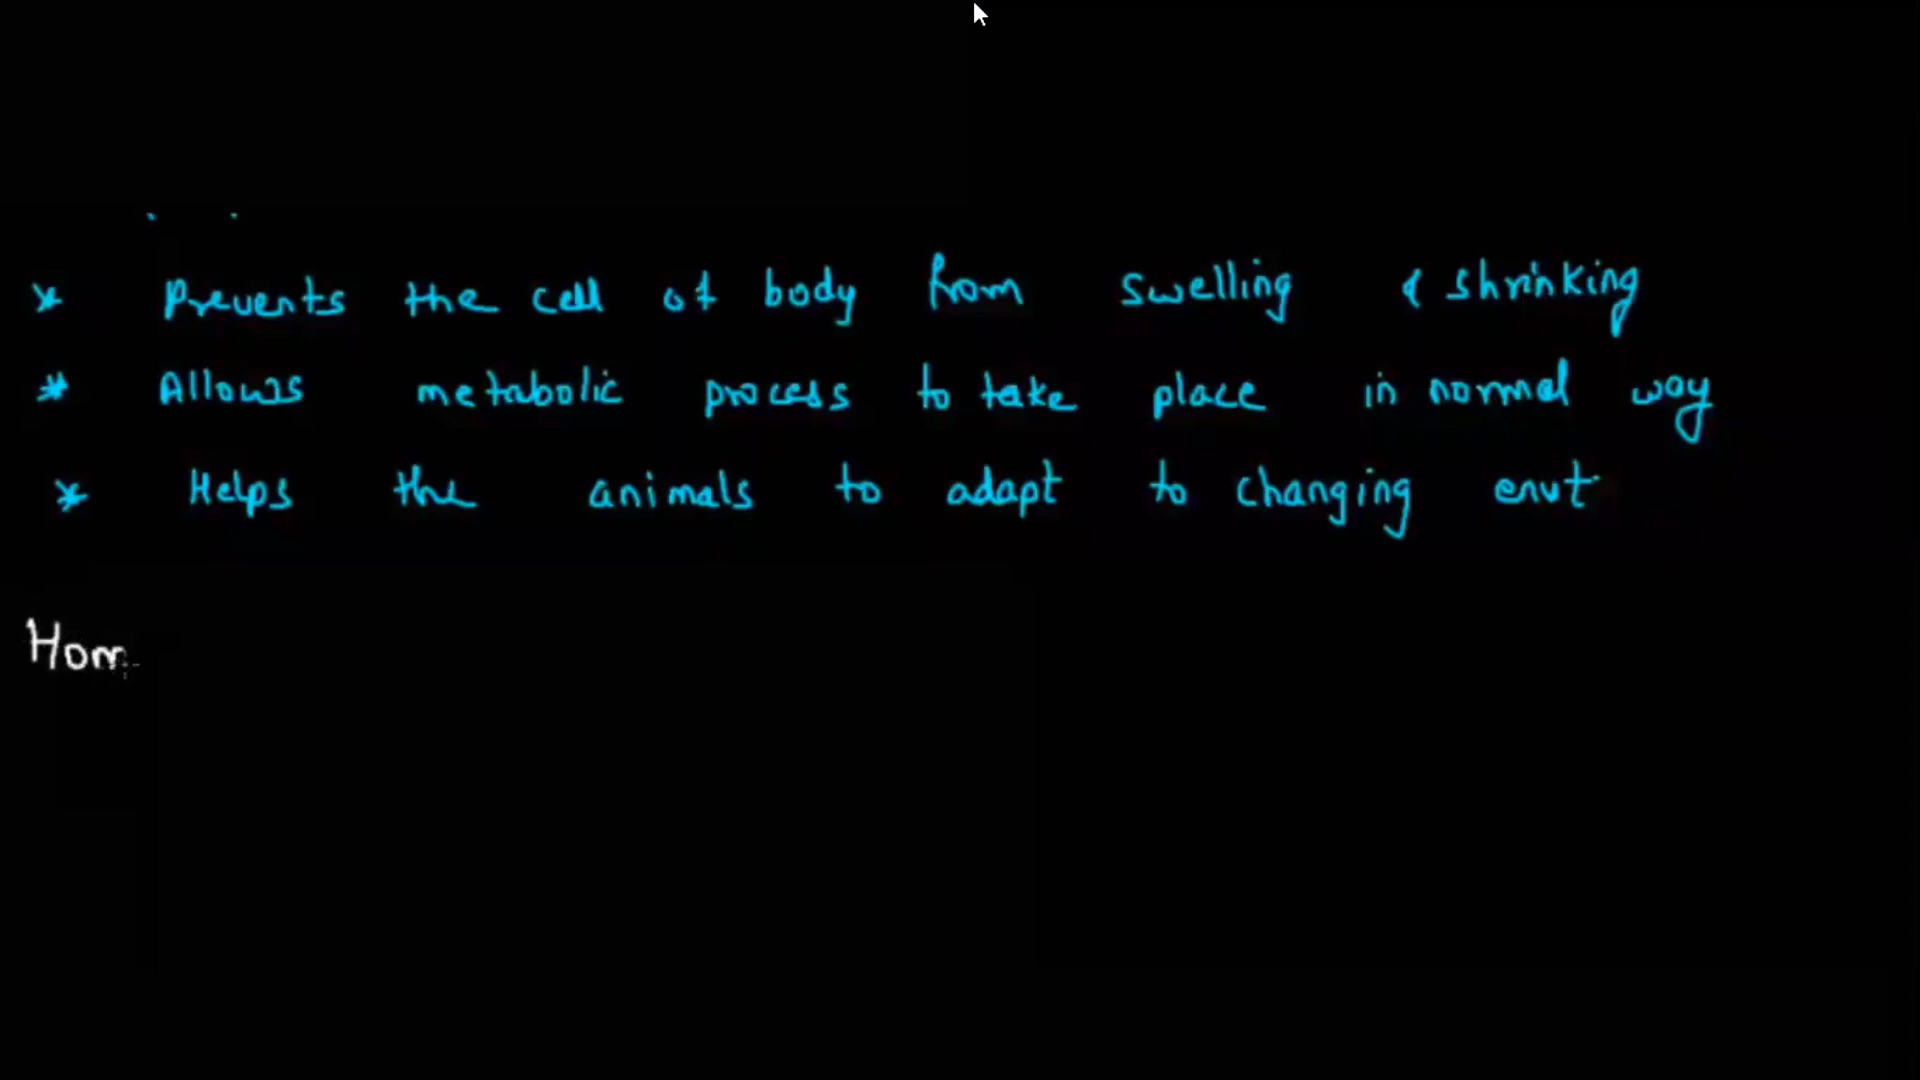 * Prevents the cell of body from swelling & shrinking
* Allows metabolic process to take place in normal way
* Helps the animals to adapt to changing envt
Hom